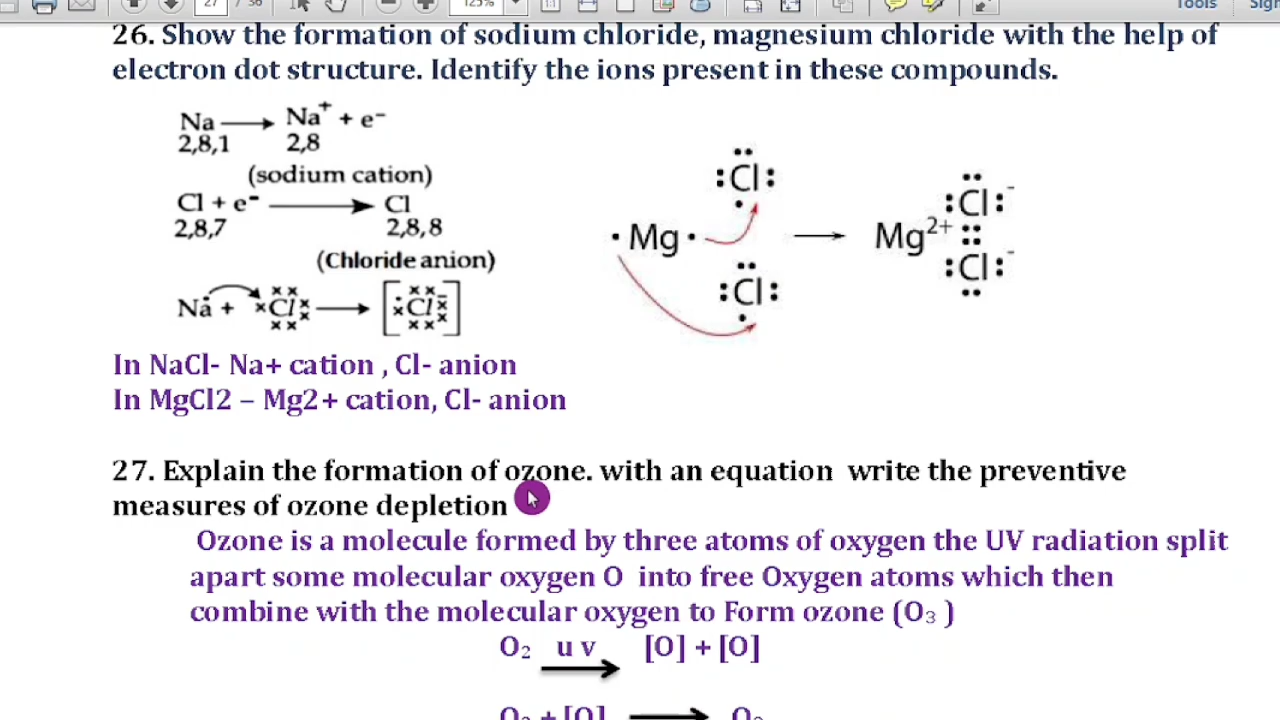 27 / 36 125% Tools Sign
26. Show the formation of sodium chloride, magnesium chloride with the help of
electron dot structure. Identify the ions present in these compounds.
Na ⟶ Na⁺ + e⁻
2,8,1 2,8
(sodium cation)
Cl + e⁻ ⟶ Cl
2,8,7 2,8,8
(Chloride anion)
Na + Cl ⟶ [Cl]
Cl
Mg ⟶ Mg²⁺ Cl⁻
Cl Cl⁻
In NaCl- Na+ cation , Cl- anion
In MgCl2 – Mg2+ cation, Cl- anion
27. Explain the formation of ozone. with an equation write the preventive
measures of ozone depletion
Ozone is a molecule formed by three atoms of oxygen the UV radiation split
apart some molecular oxygen O into free Oxygen atoms which then
combine with the molecular oxygen to Form ozone (O₃ )
O₂ u v ⟶ [O] + [O]